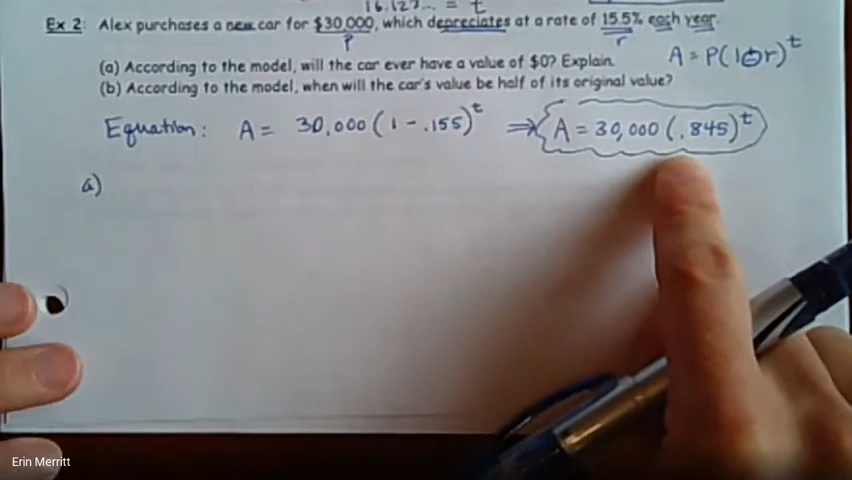 16.127... = t
Ex 2: Alex purchases a new car for $30,000, which depreciates at a rate of 15.5% each year.
P r A = P(1-r)^t
(a) According to the model, will the car ever have a value of $0? Explain.
(b) According to the model, when will the car's value be half of its original value?
Equation: A = 30,000(1 - .155)^t ⇒ A = 30,000(.845)^t
a)
Erin Merritt